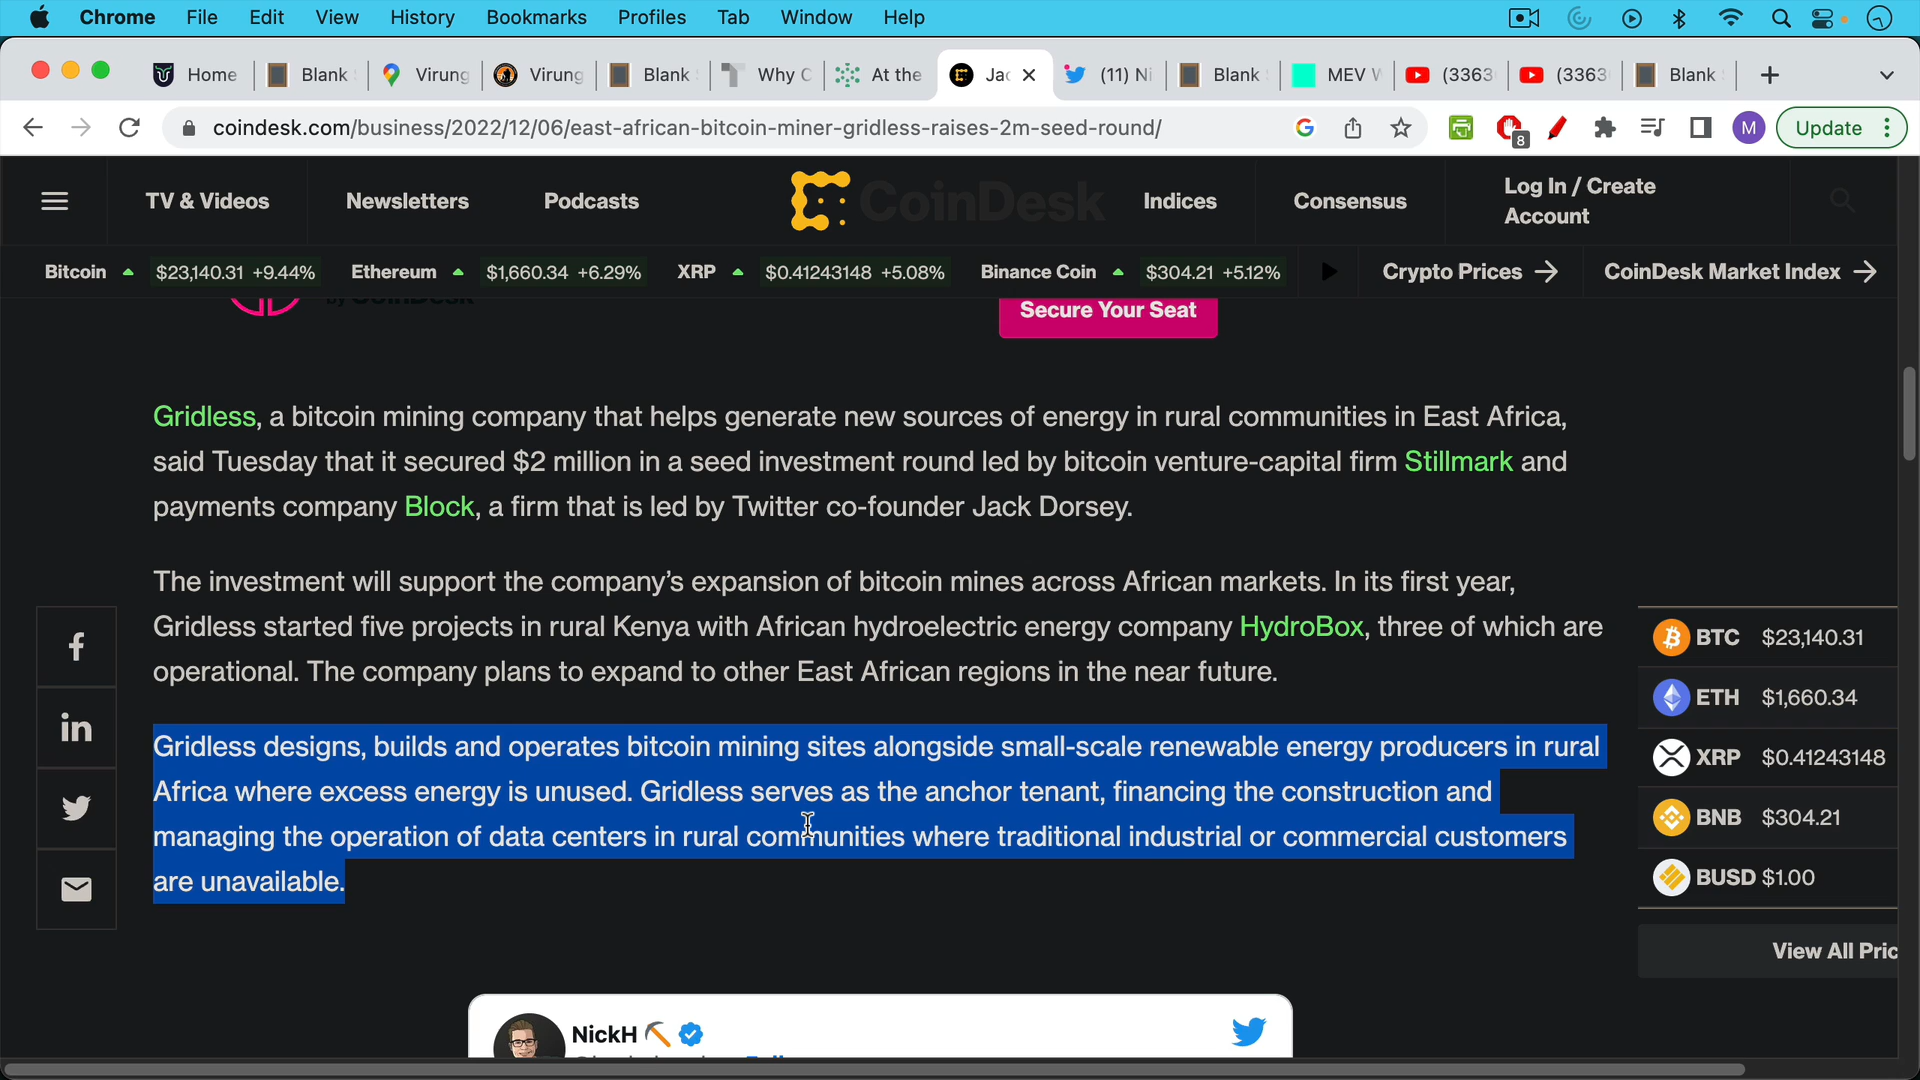 Chrome File Edit View History Bookmarks Profiles Tab Window Help
Home Blank Virung Virung Blank Why C At the Jac (11) Ni Blank MEV W (3363 (3363 Blank
coindesk.com/business/2022/12/06/east-african-bitcoin-miner-gridless-raises-2m-seed-round/ 8 M Update
TV & Videos Newsletters Podcasts CoinDesk Indices Consensus Log In / Create
Account
Bitcoin $23,140.31 +9.44% Ethereum $1,660.34 +6.29% XRP $0.41243148 +5.08% Binance Coin $304.21 +5.12% Crypto Prices CoinDesk Market Index
by CoinDesk
Secure Your Seat
Gridless, a bitcoin mining company that helps generate new sources of energy in rural communities in East Africa,
said Tuesday that it secured $2 million in a seed investment round led by bitcoin venture-capital firm Stillmark and
payments company Block, a firm that is led by Twitter co-founder Jack Dorsey.
The investment will support the company's expansion of bitcoin mines across African markets. In its first year,
Gridless started five projects in rural Kenya with African hydroelectric energy company HydroBox, three of which are
operational. The company plans to expand to other East African regions in the near future.
Gridless designs, builds and operates bitcoin mining sites alongside small-scale renewable energy producers in rural
Africa where excess energy is unused. Gridless serves as the anchor tenant, financing the construction and
managing the operation of data centers in rural communities where traditional industrial or commercial customers
are unavailable.
BTC $23,140.31
ETH $1,660.34
XRP $0.41243148
BNB $304.21
BUSD $1.00
View All Pric
NickH